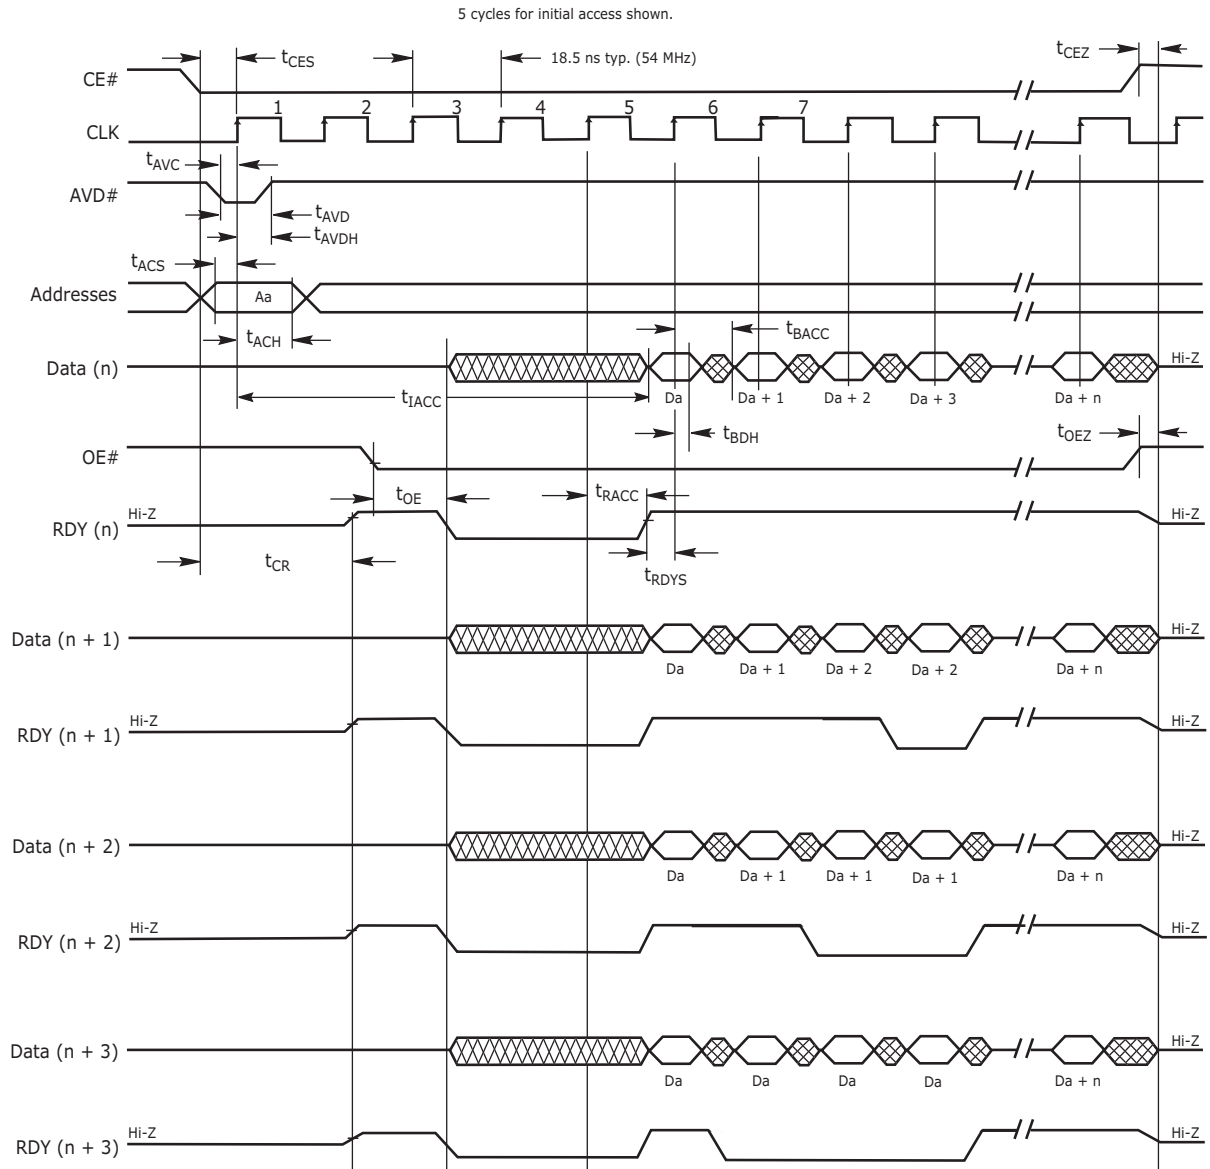 5 cycles for initial access shown.
tCES
18.5 ns typ. (54 MHz)
tCEZ
CE#
1 2 3 4 5 6 7
CLK
tAVC
AVD#
tAVD
tAVDH
tACS
Addresses
Aa
tACH
tBACC
Data (n)
Hi-Z
tIACC
Da Da + 1 Da + 2 Da + 3 Da + n
tBDH
tOEZ
OE#
tOE
tRACC
RDY (n)
Hi-Z
Hi-Z
tCR
tRDYS
Data (n + 1)
Hi-Z
Da Da + 1 Da + 2 Da + 2 Da + n
RDY (n + 1)
Hi-Z
Hi-Z
Data (n + 2)
Hi-Z
Da Da + 1 Da + 1 Da + 1 Da + n
RDY (n + 2)
Hi-Z
Hi-Z
Data (n + 3)
Hi-Z
Da Da Da Da Da + n
RDY (n + 3)
Hi-Z
Hi-Z